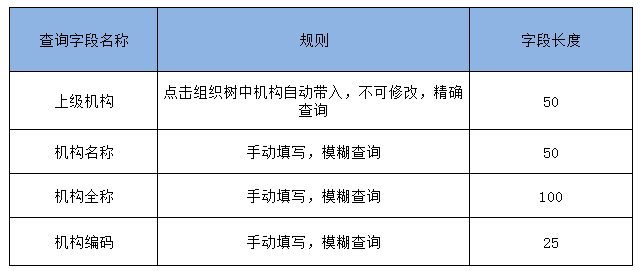 查询字段名称 规则 字段长度
上级机构 点击组织树中机构自动带入，不可修改，精确
查询 50
机构名称 手动填写，模糊查询 50
机构全称 手动填写，模糊查询 100
机构编码 手动填写，模糊查询 25